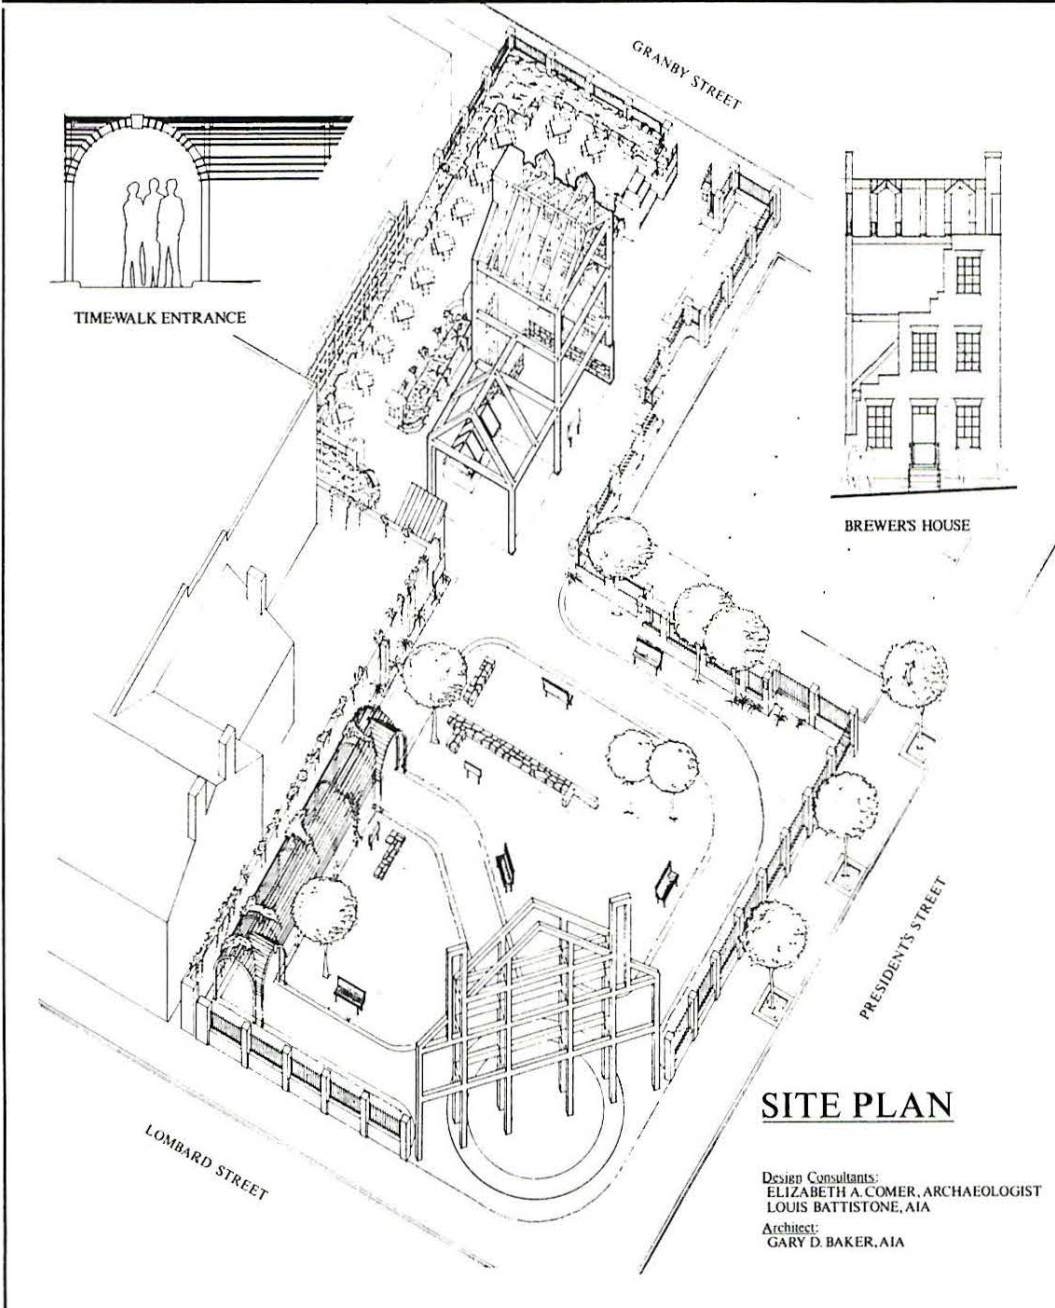 GRANBY STREET
TIME-WALK ENTRANCE
BREWER'S HOUSE
PRESIDENT'S STREET
LOMBARD STREET
SITE PLAN
Design Consultants:
ELIZABETH A. COMER, ARCHAEOLOGIST
LOUIS BATTISTONE, AIA
Architect:
GARY D. BAKER, AIA